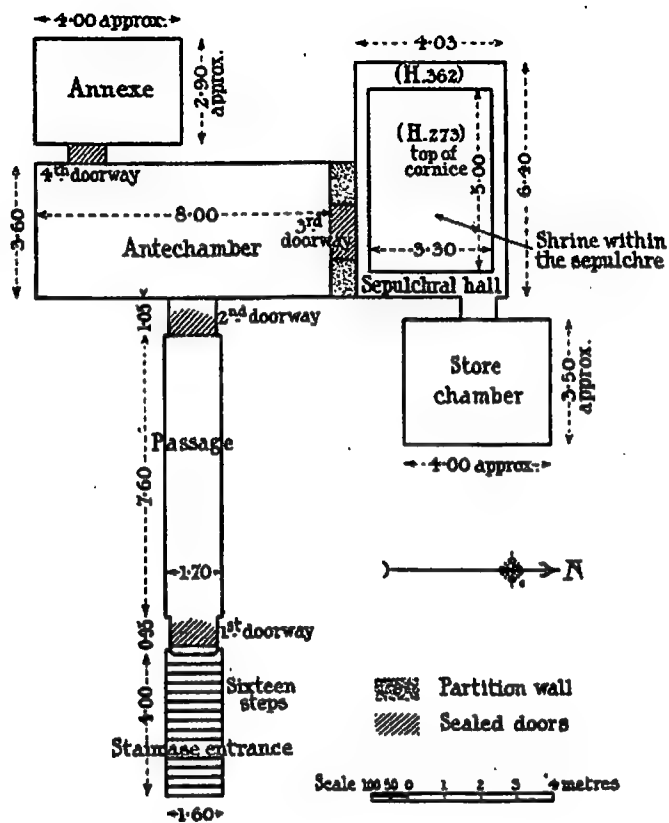 4.00 approx.
Annexe
2.90
approx.
4.03
(H.362)
(H.273)
top of
cornice
5.00
3.30
6.40
4th doorway
3.60
8.00
3rd
doorway
Antechamber
Shrine within
the sepulchre
Sepulchral hall
1.05
2nd doorway
Store
chamber
3.50
approx.
4.00 approx.
Passage
7.60
1.70
N
0.95
1st doorway
Sixteen
steps
4.00
Stairnase entrance
1.60
Partition wall
Sealed doors
Scale 100 50 0 1 2 3 4 metres